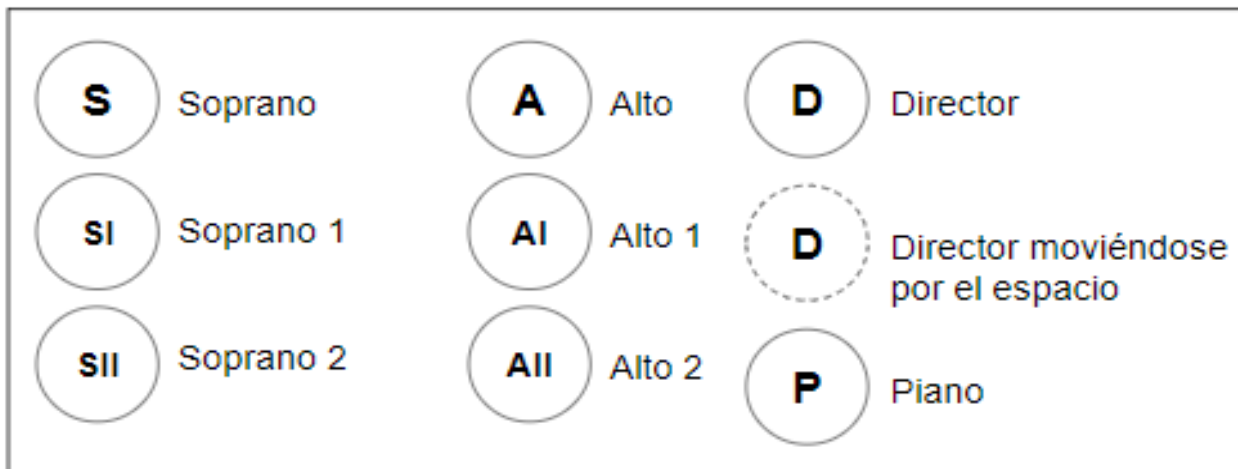 S Soprano
A Alto
D Director
SI Soprano 1
AI Alto 1
D Director moviéndose
por el espacio
SII Soprano 2
AII Alto 2
P Piano